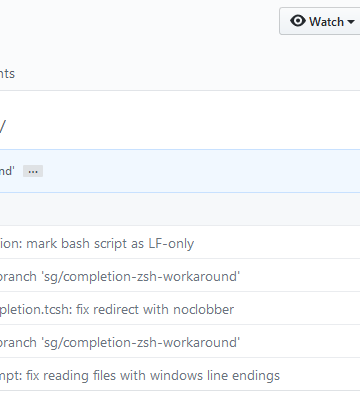 Watch
nts
/
nd' ...
ion: mark bash script as LF-only
branch 'sg/completion-zsh-workaround'
pletion.tcsh: fix redirect with noclobber
branch 'sg/completion-zsh-workaround'
mpt: fix reading files with windows line endings